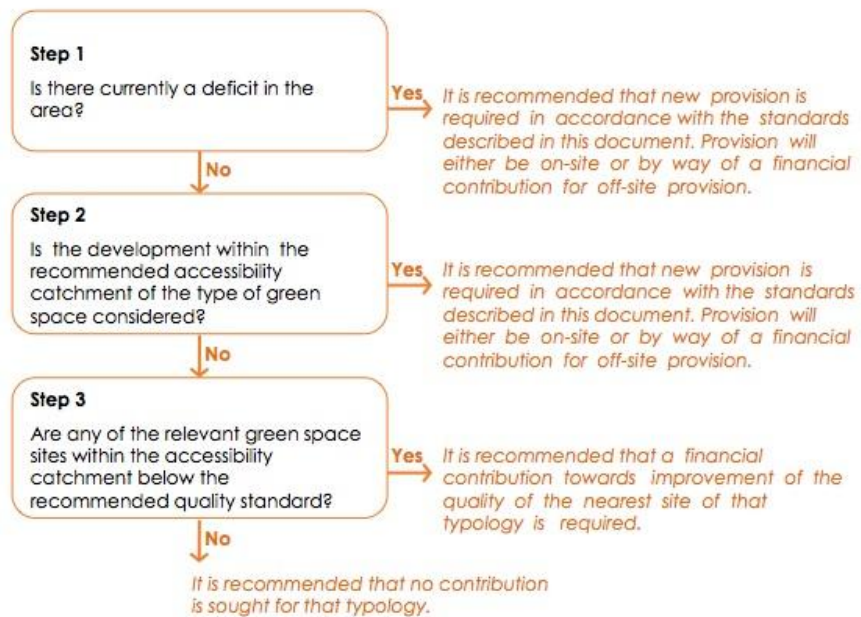 Step 1
Is there currently a deficit in the
area?
Yes
It is recommended that new provision is
required in accordance with the standards
described in this document. Provision will
either be on-site or by way of a financial
contribution for off-site provision.
No
Step 2
Is the development within the
recommended accessibility
catchment of the type of green
space considered?
Yes
It is recommended that new provision is
required in accordance with the standards
described in this document. Provision will
either be on-site or by way of a financial
contribution for off-site provision.
No
Step 3
Are any of the relevant green space
sites within the accessibility
catchment below the
recommended quality standard?
Yes
It is recommended that a financial
contribution towards improvement of the
quality of the nearest site of that
typology is required.
No
It is recommended that no contribution
is sought for that typology.